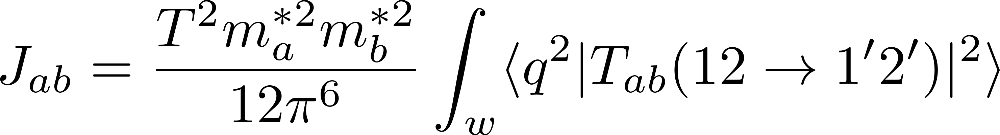 J_{ab} = \frac{T^2 m_a^{*2} m_b^{*2}}{12\pi^6} \int_w \langle q^2 |T_{ab}(12 \rightarrow 1'2')|^2 \rangle